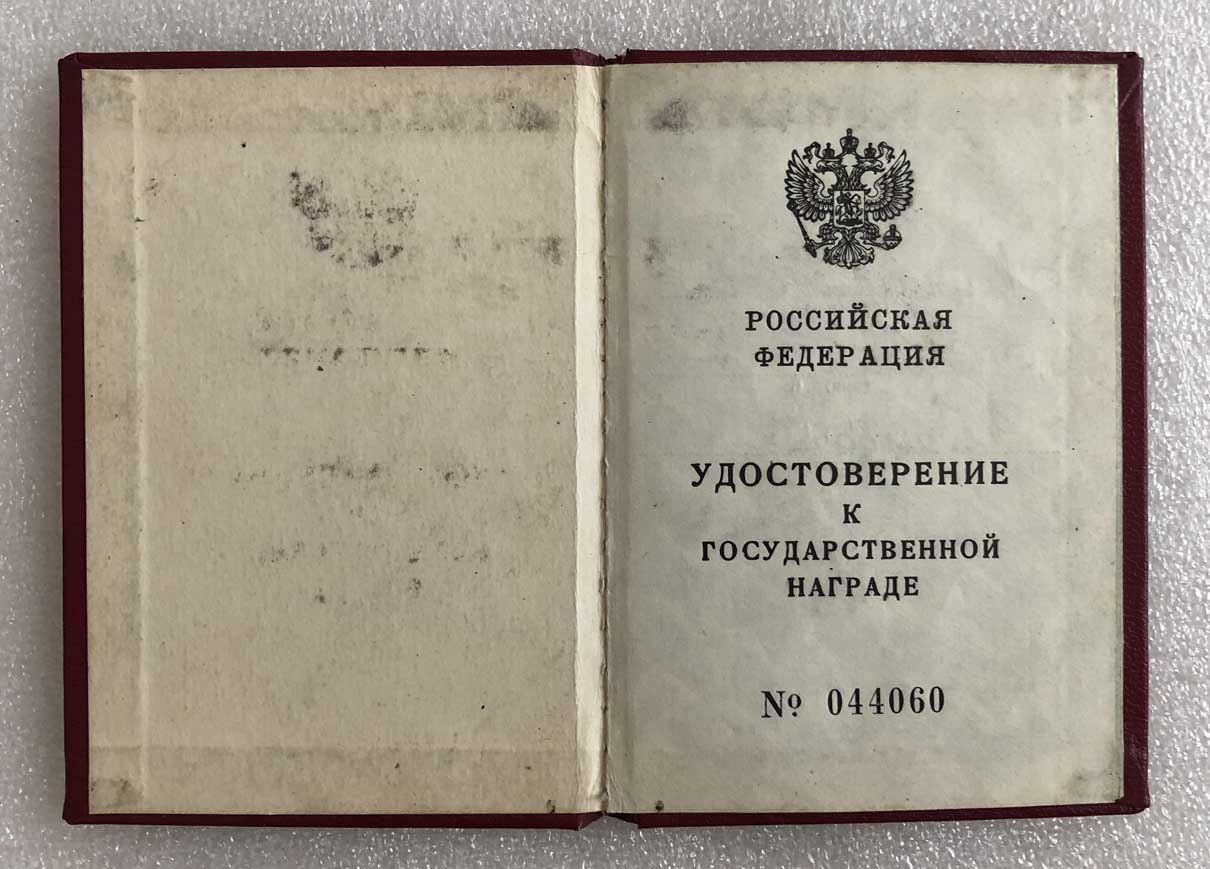 РОССИЙСКАЯ
ФЕДЕРАЦИЯ
УДОСТОВЕРЕНИЕ
К
ГОСУДАРСТВЕННОЙ
НАГРАДЕ
№ 044060